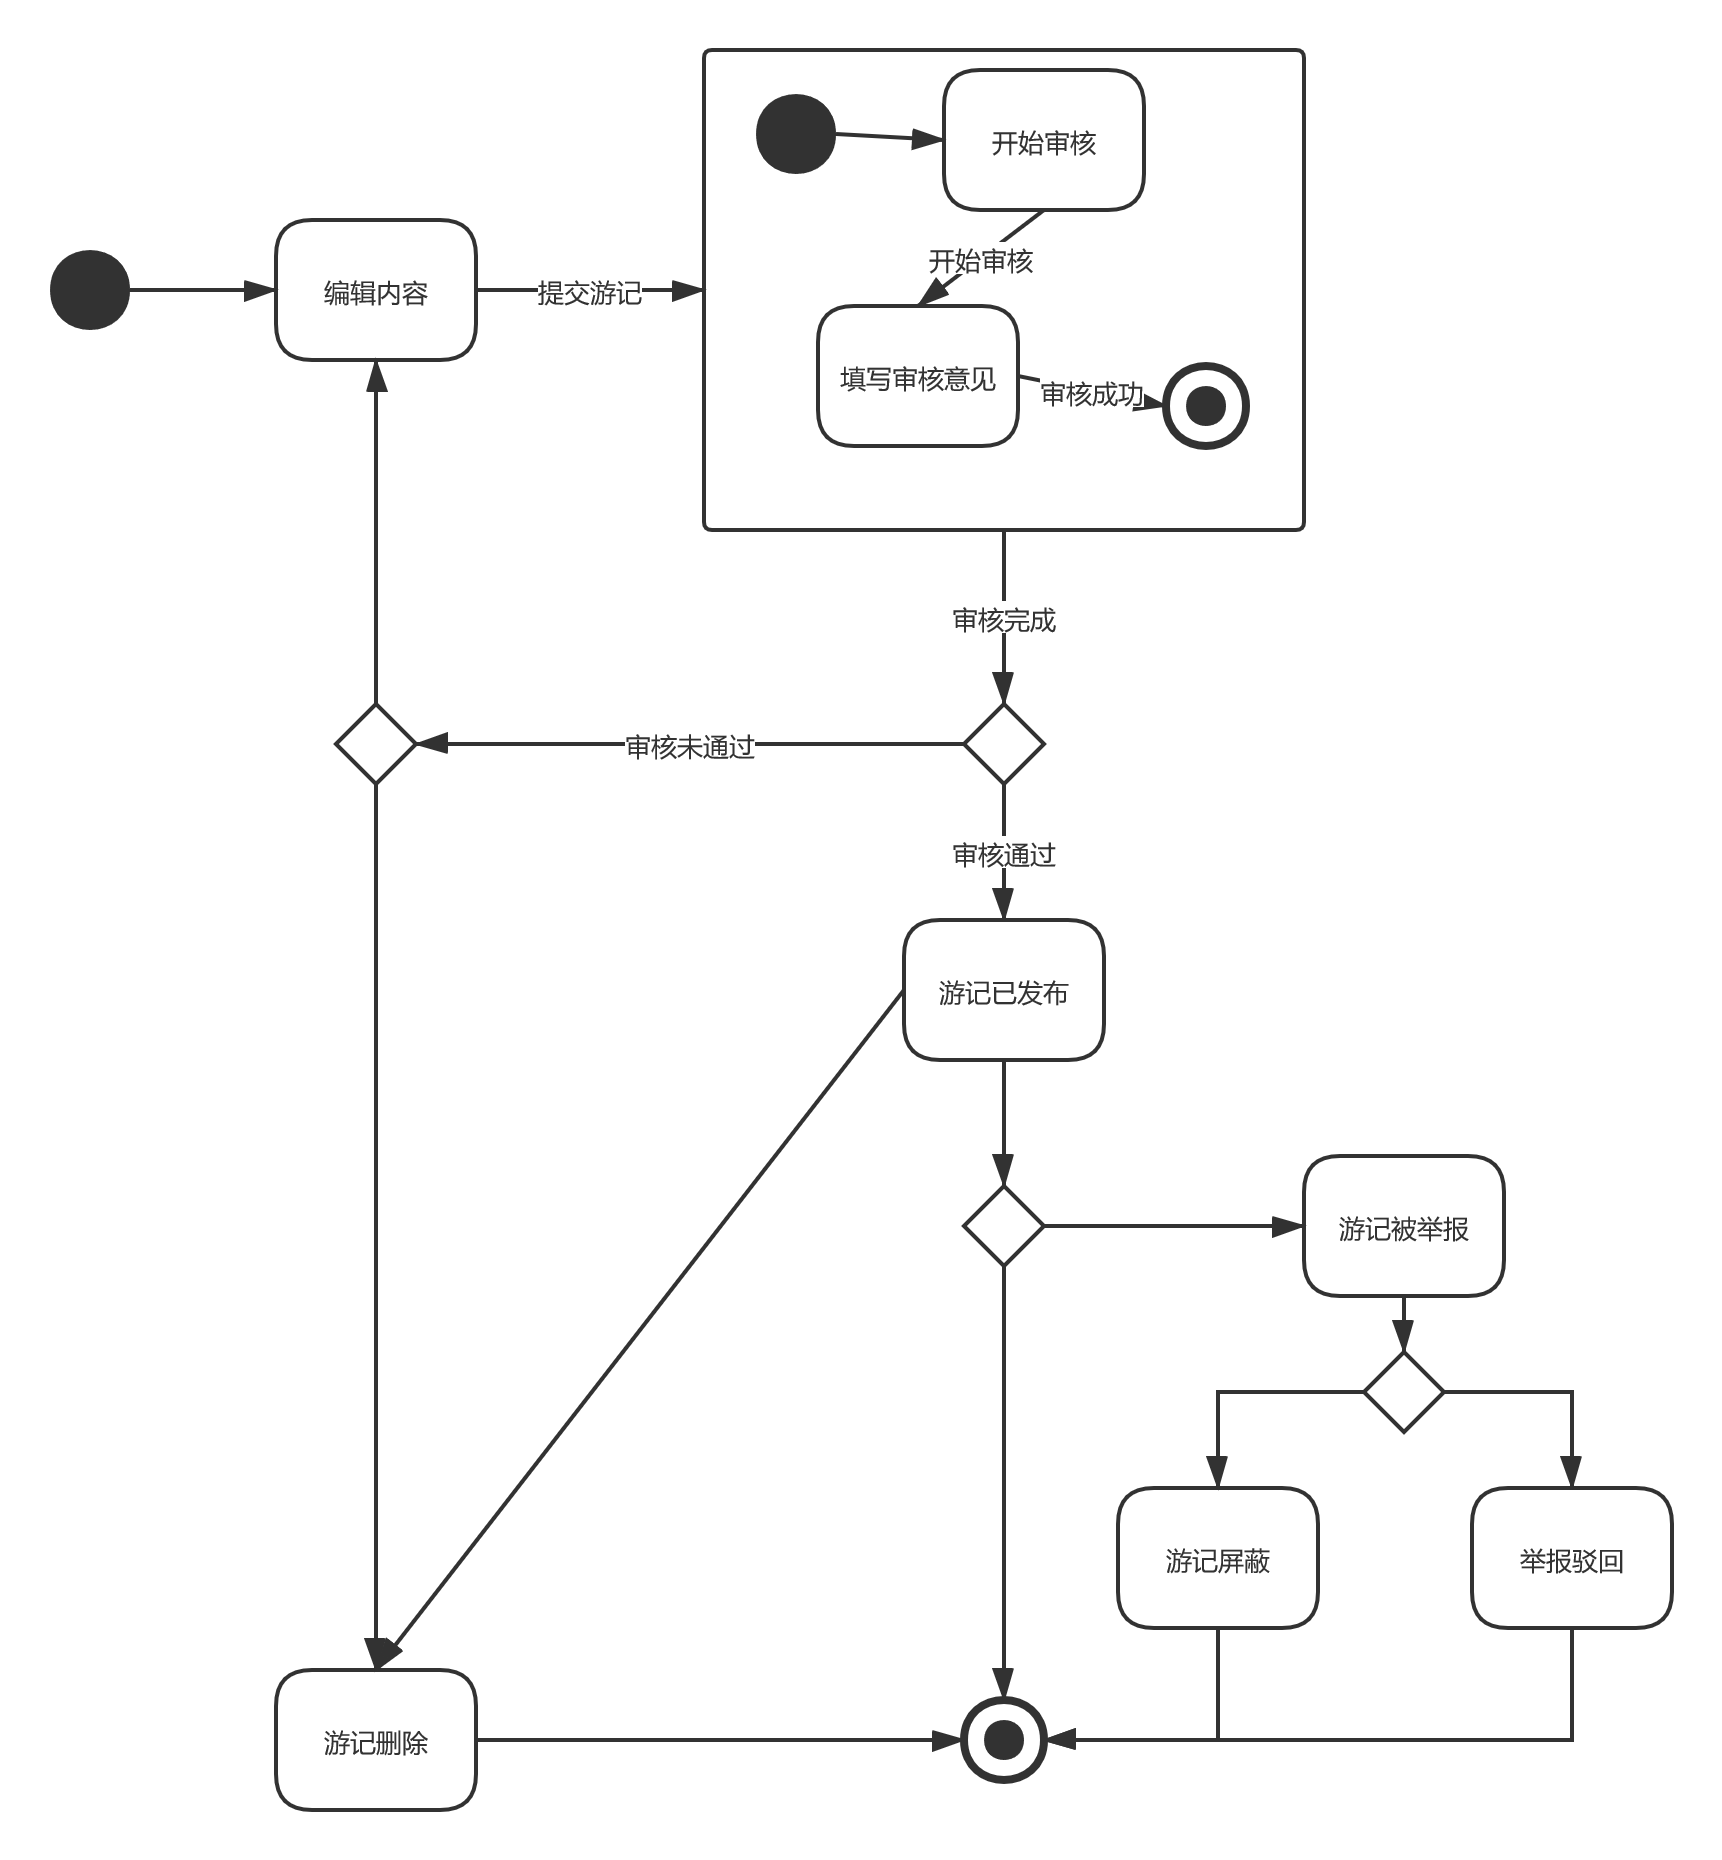 开始审核
开始审核
编辑内容
提交游记
填写审核意见
审核成功
审核完成
审核未通过
审核通过
游记已发布
游记被举报
游记屏蔽
举报驳回
游记删除